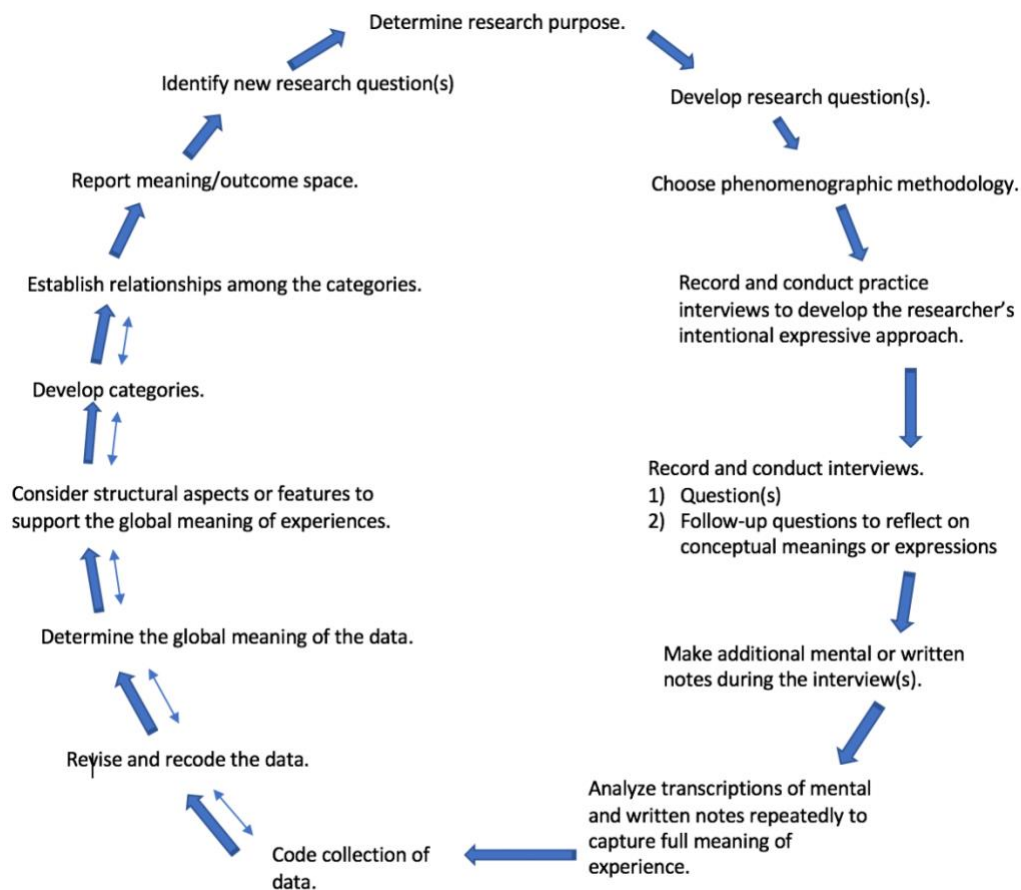 Determine research purpose.
Develop research question(s).
Choose phenomenographic methodology.
Record and conduct practice
interviews to develop the researcher's
intentional expressive approach.
Record and conduct interviews.
1) Question(s)
2) Follow-up questions to reflect on
conceptual meanings or expressions
Make additional mental or written
notes during the interview(s).
Analyze transcriptions of mental
and written notes repeatedly to
capture full meaning of
experience.
Code collection of
data.
Revise and recode the data.
Determine the global meaning of the data.
Consider structural aspects or features to
support the global meaning of experiences.
Develop categories.
Establish relationships among the categories.
Report meaning/outcome space.
Identify new research question(s)